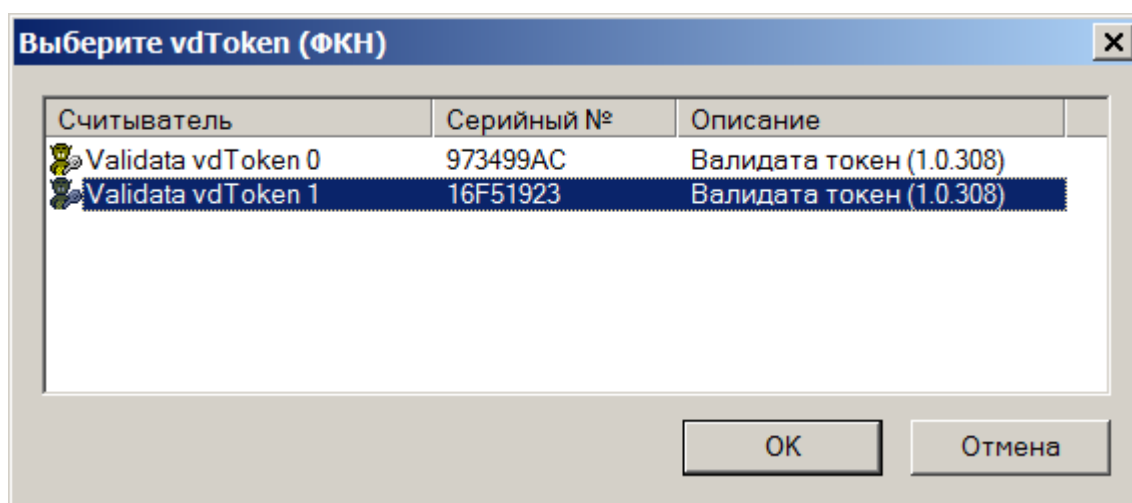 Выберите vdToken (ФКН)
Считыватель Серийный № Описание
Validata vdToken 0 973499AC Валидата токен (1.0.308)
Validata vdToken 1 16F51923 Валидата токен (1.0.308)
OK Отмена